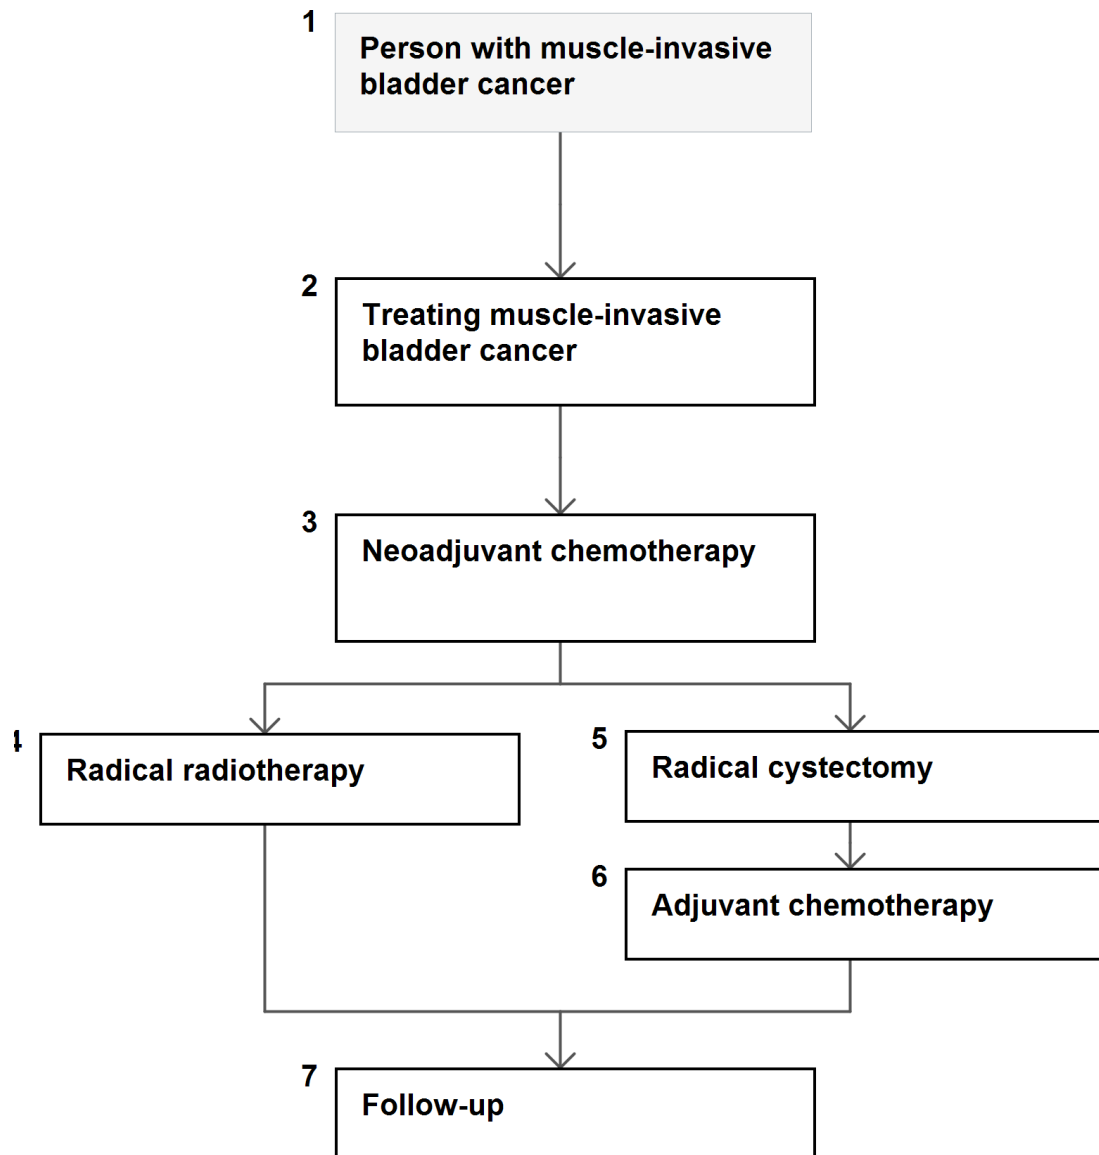 1
Person with muscle-invasive
bladder cancer
2
Treating muscle-invasive
bladder cancer
3
Neoadjuvant chemotherapy
4
Radical radiotherapy
5
Radical cystectomy
6
Adjuvant chemotherapy
7
Follow-up